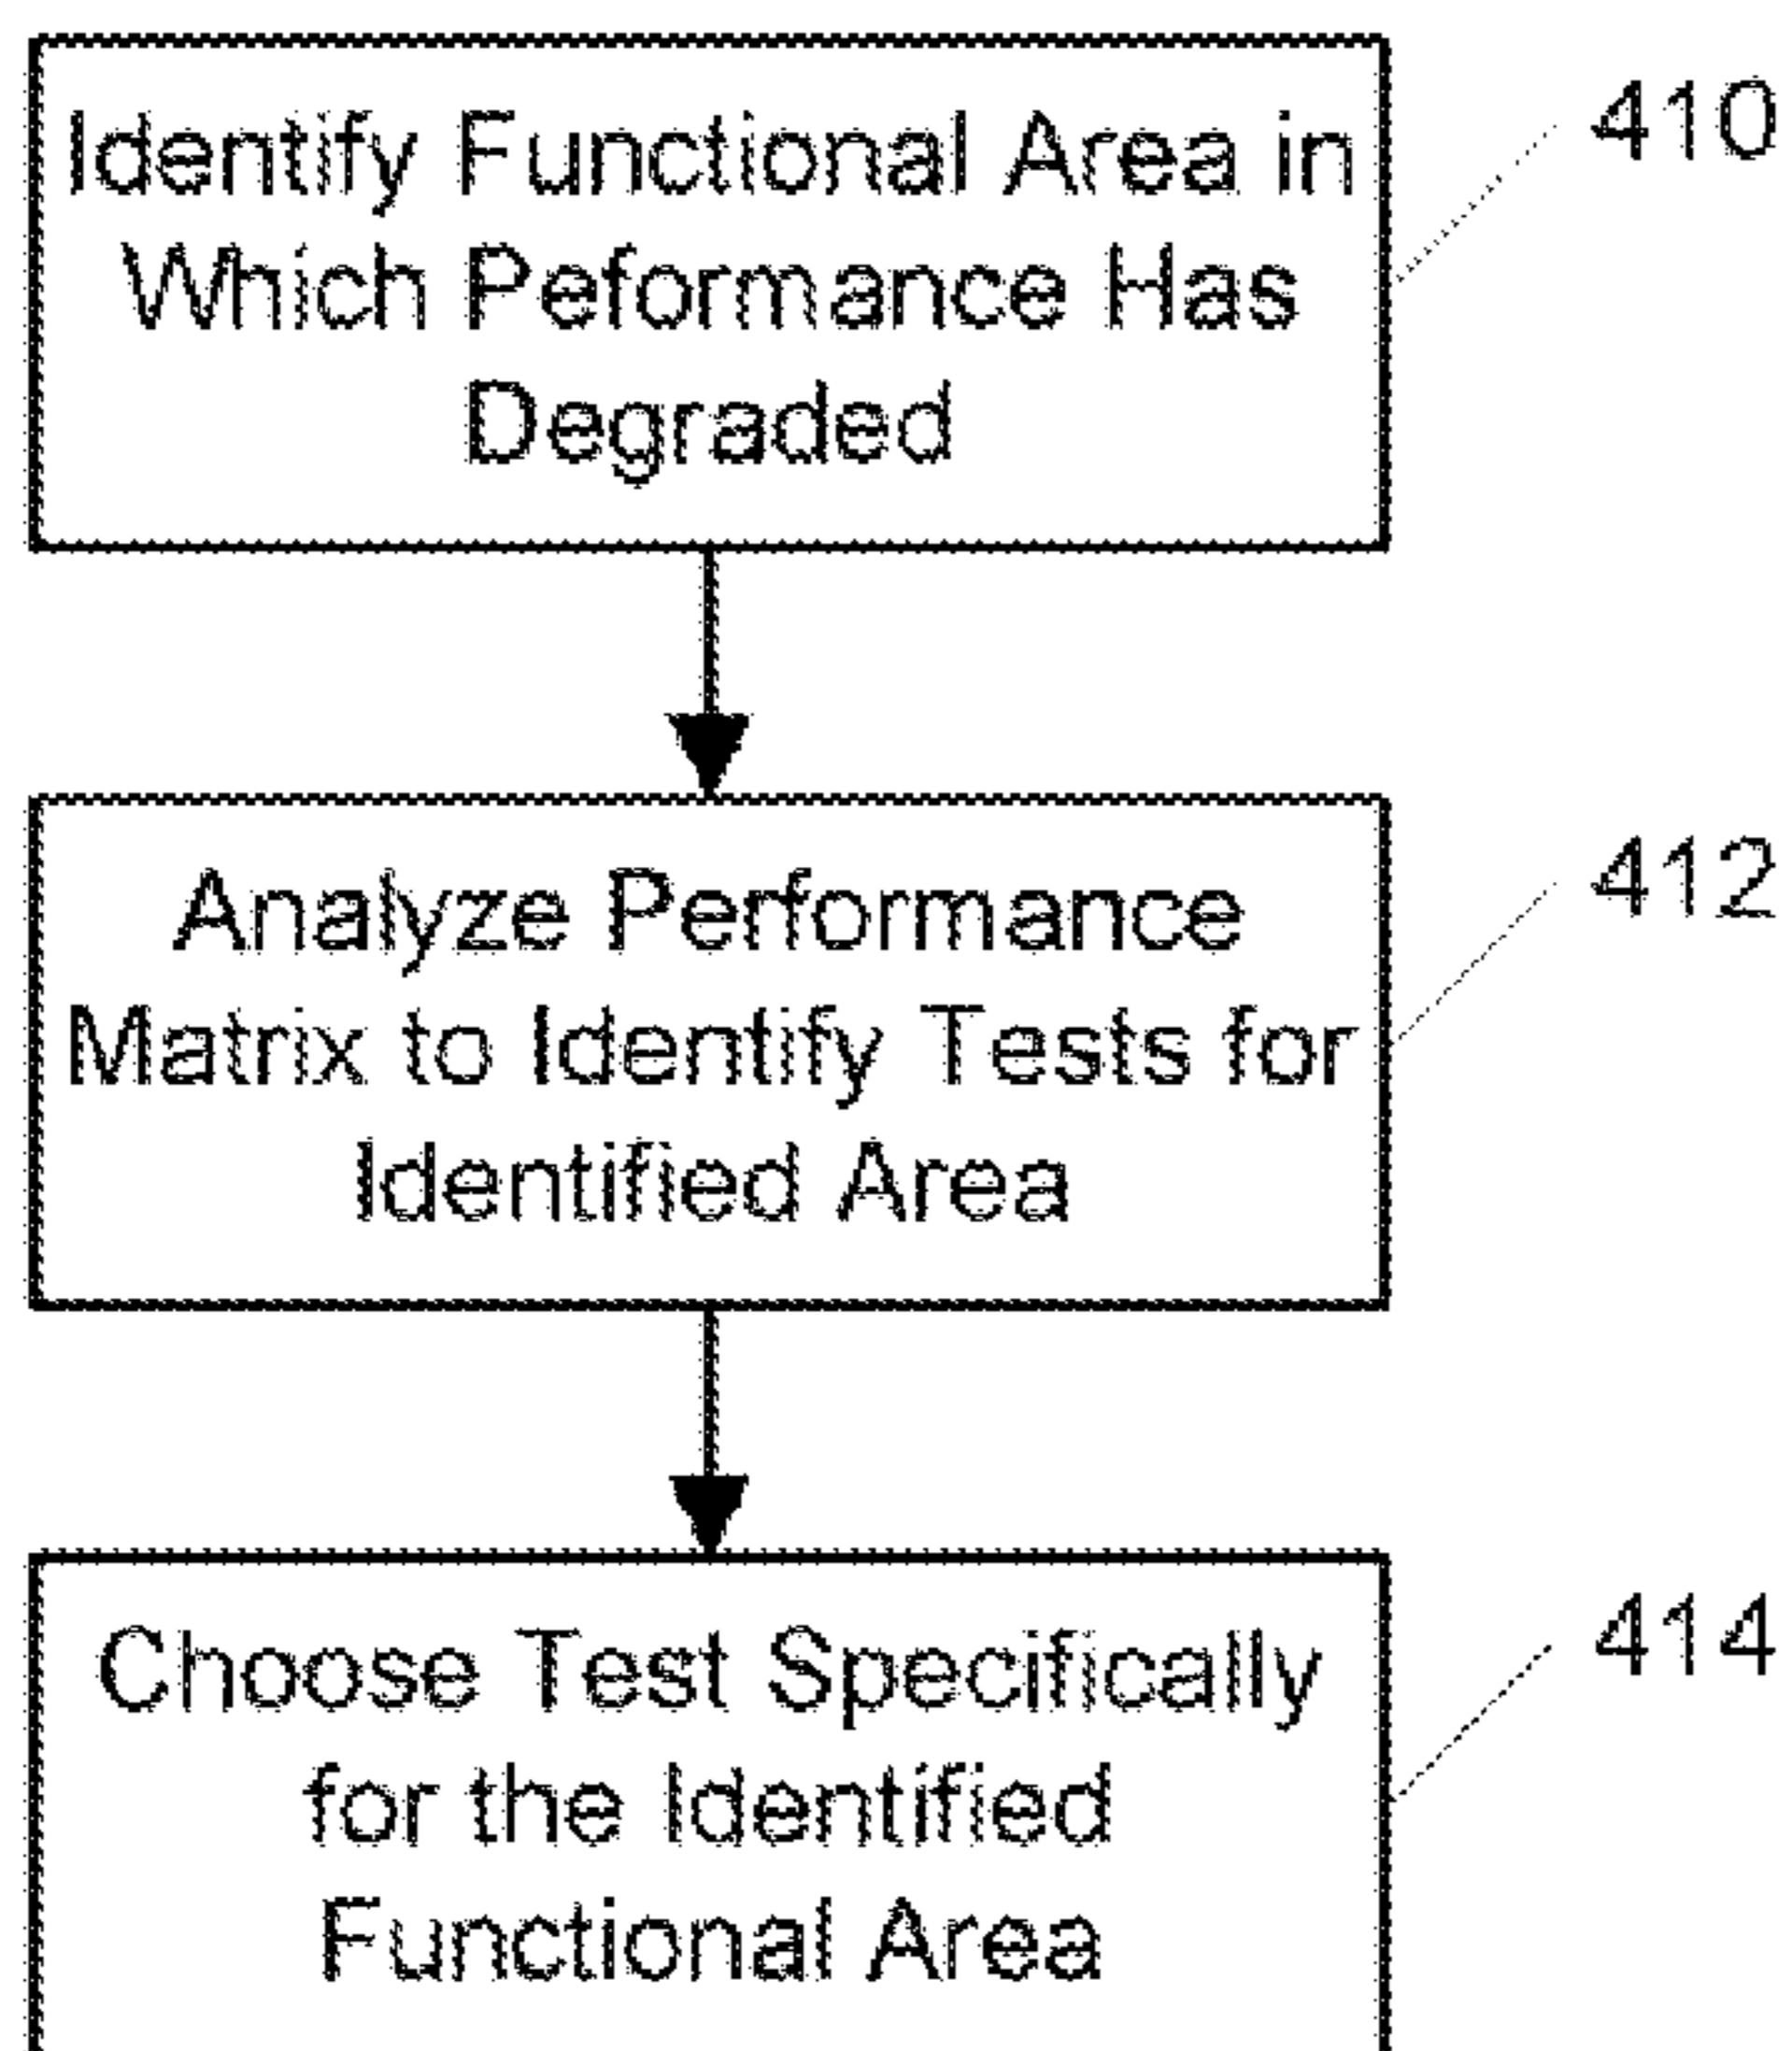 Identify Functional Area in
Which Peformance Has
Degraded
410
Analyze Performance
Matrix to Identify Tests for
Identified Area
412
Choose Test Specifically
for the Identified
Functional Area
414